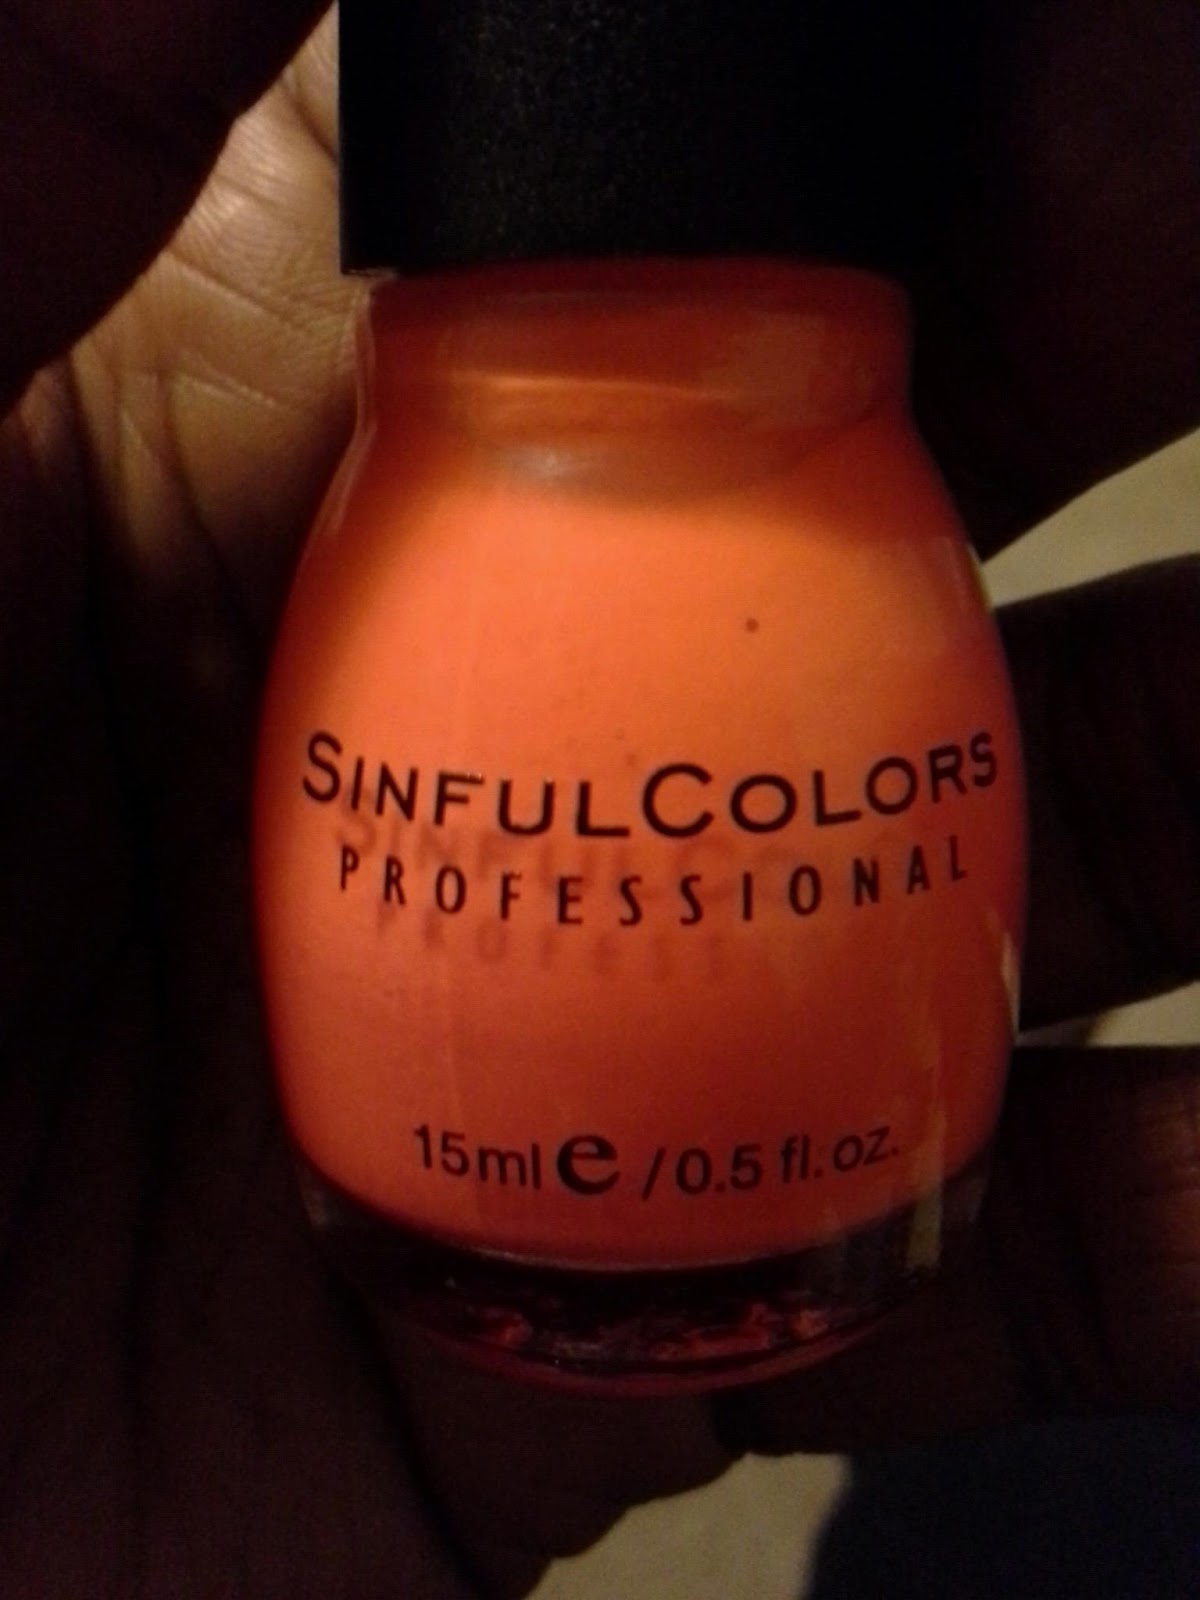 SINFULCOLORS
PROFESSIONAL
15ml e / 0.5 fl. oz.